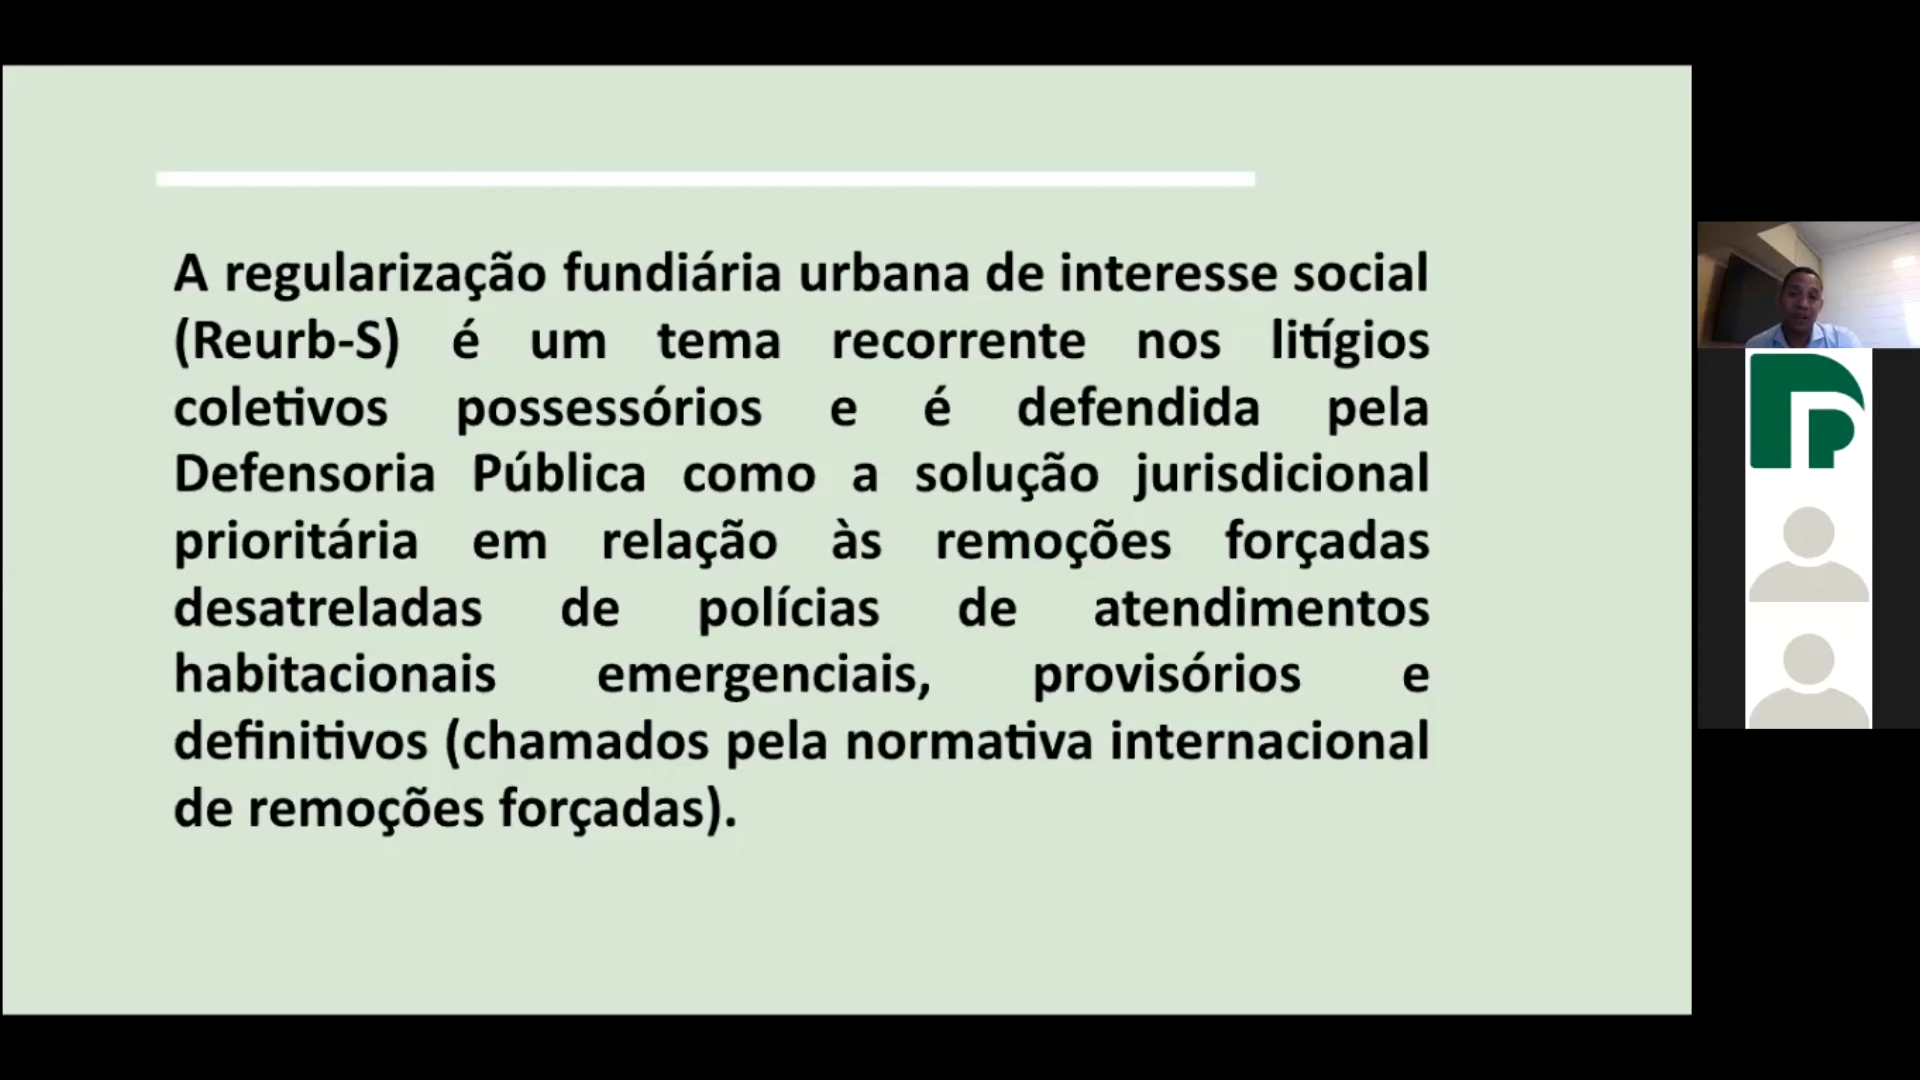 A regularização fundiária urbana de interesse social
(Reurb-S) é um tema recorrente nos litígios
coletivos possessórios e é defendida pela
Defensoria Pública como a solução jurisdicional
prioritária em relação às remoções forçadas
desatreladas de polícias de atendimentos
habitacionais emergenciais, provisórios e
definitivos (chamados pela normativa internacional
de remoções forçadas).